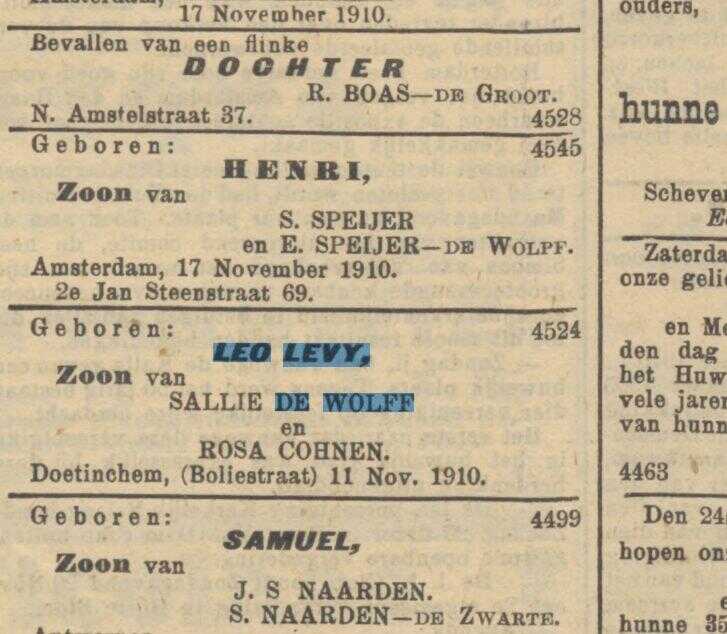 17 November 1910.
Bevallen van een flinke
DOCHTER
R. BOAS—DE GROOT.
N. Amstelstraat 37. 4528
Geboren: 4545
HENRI,
Zoon van
S. SPEIJER
en E. SPEIJER—DE WOLPF.
Amsterdam, 17 November 1910.
2e Jan Steenstraat 69.
Geboren: 4524
LEO LEVY,
Zoon van
SALLIE DE WOLFF
en
ROSA COHNEN.
Doetinchem, (Boliestraat) 11 Nov. 1910.
Geboren: 4499
SAMUEL,
Zoon van
J. S NAARDEN.
S. NAARDEN—DE ZWARTE.
ouders,
hunne
Schever
Zaterda
onze gelie
en Me
den dag
het Huw
vele jaren
van hunn
4463
Den 24
hopen on
hunne 35